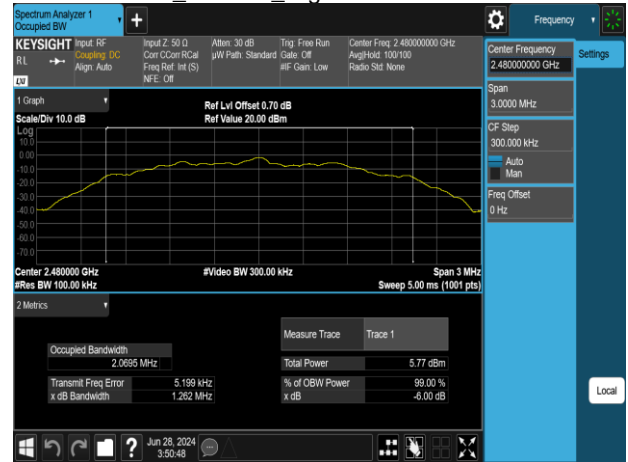 Spectrum Analyzer 1
Occupied BW
Frequency
KEYSIGHT
RL
LXI
Input: RF
Coupling: DC
Align: Auto
Input Z: 50 Ω
Corr CCorr RCal
Freq Ref: Int (S)
NFE: Off
Atten: 30 dB
µW Path: Standard
Trig: Free Run
Gate: Off
#IF Gain: Low
Center Freq: 2.480000000 GHz
Avg|Hold: 100/100
Radio Std: None
Center Frequency
2.480000000 GHz
Settings
Span
3.0000 MHz
CF Step
300.000 kHz
Auto
Man
Freq Offset
0 Hz
Local
1 Graph
Scale/Div 10.0 dB
Ref Lvl Offset 0.70 dB
Ref Value 20.00 dBm
Log
10.0
0.00
-10.0
-20.0
-30.0
-40.0
-50.0
-60.0
-70.0
Center 2.480000 GHz
#Video BW 300.00 kHz
Span 3 MHz
#Res BW 100.00 kHz
Sweep 5.00 ms (1001 pts)
2 Metrics
Measure Trace Trace 1
Occupied Bandwidth
2.0695 MHz
Total Power 5.77 dBm
Transmit Freq Error 5.199 kHz
% of OBW Power 99.00 %
x dB Bandwidth 1.262 MHz
x dB -6.00 dB
Jun 28, 2024
3:50:48